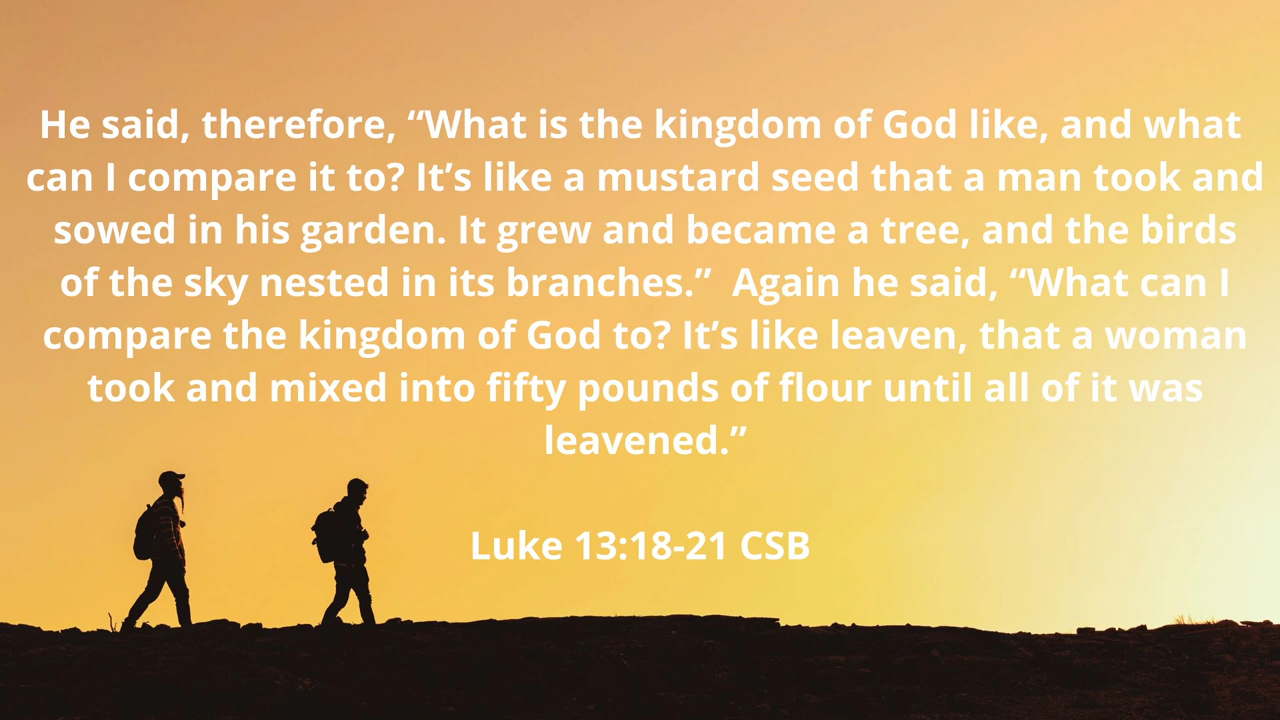 He said, therefore, “What is the kingdom of God like, and what
can I compare it to? It’s like a mustard seed that a man took and
sowed in his garden. It grew and became a tree, and the birds
of the sky nested in its branches.”  Again he said, “What can I
compare the kingdom of God to? It’s like leaven, that a woman
took and mixed into fifty pounds of flour until all of it was
leavened.”
Luke 13:18-21 CSB